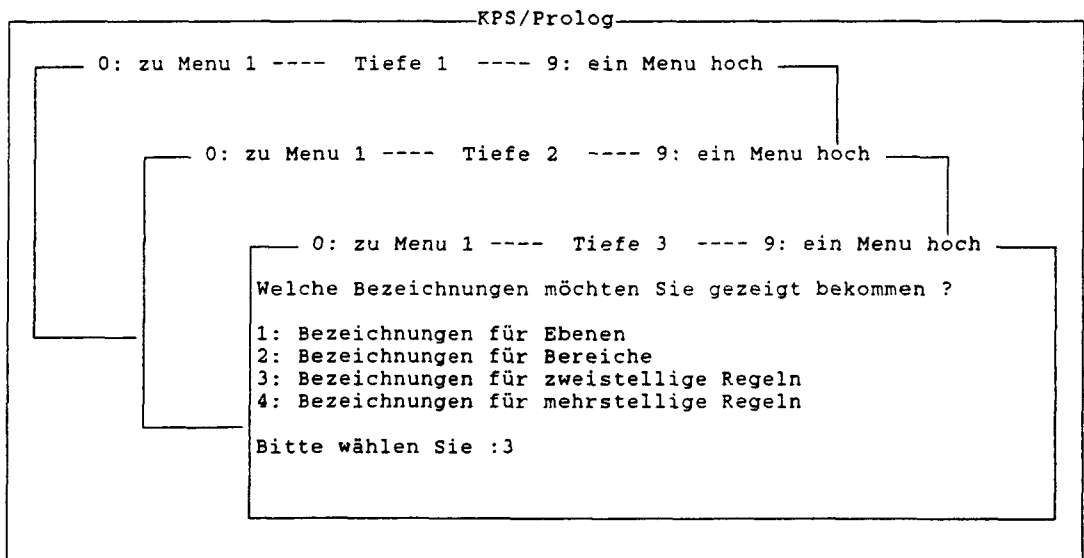 KPS/Prolog
0: zu Menu 1 ---- Tiefe 1 ---- 9: ein Menu hoch
0: zu Menu 1 ---- Tiefe 2 ---- 9: ein Menu hoch
0: zu Menu 1 ---- Tiefe 3 ---- 9: ein Menu hoch
Welche Bezeichnungen möchten Sie gezeigt bekommen ?
1: Bezeichnungen für Ebenen
2: Bezeichnungen für Bereiche
3: Bezeichnungen für zweistellige Regeln
4: Bezeichnungen für mehrstellige Regeln
Bitte wählen Sie :3